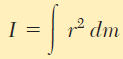 I = ∫ r² dm